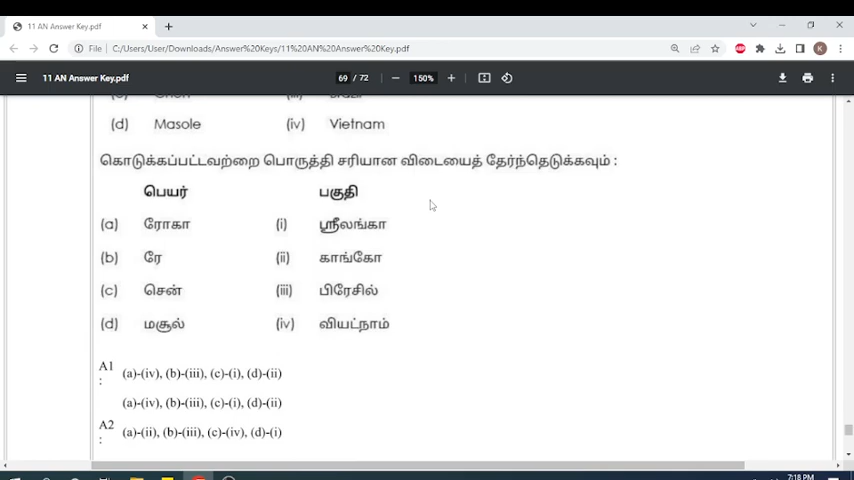 11 AN Answer Key.pdf
File C:/Users/User/Downloads/Answer%20Keys/11%20AN%20Answer%20Key.pdf
ABP
K
11 AN Answer Key.pdf 69 / 72 150%
(d) Masole (iv) Vietnam
கொடுக்கப்பட்டவற்றை பொருத்தி சரியான விடையைத் தேர்ந்தெடுக்கவும் :
பெயர் பகுதி
(a) ரோகா (i) ஸ்ரீலங்கா
(b) ரே (ii) காங்கோ
(c) சென் (iii) பிரேசில்
(d) மசூல் (iv) வியட்நாம்
A1 : (a)-(iv), (b)-(iii), (c)-(i), (d)-(ii)
(a)-(iv), (b)-(iii), (c)-(i), (d)-(ii)
A2 : (a)-(ii), (b)-(iii), (c)-(iv), (d)-(i)
7:18 PM